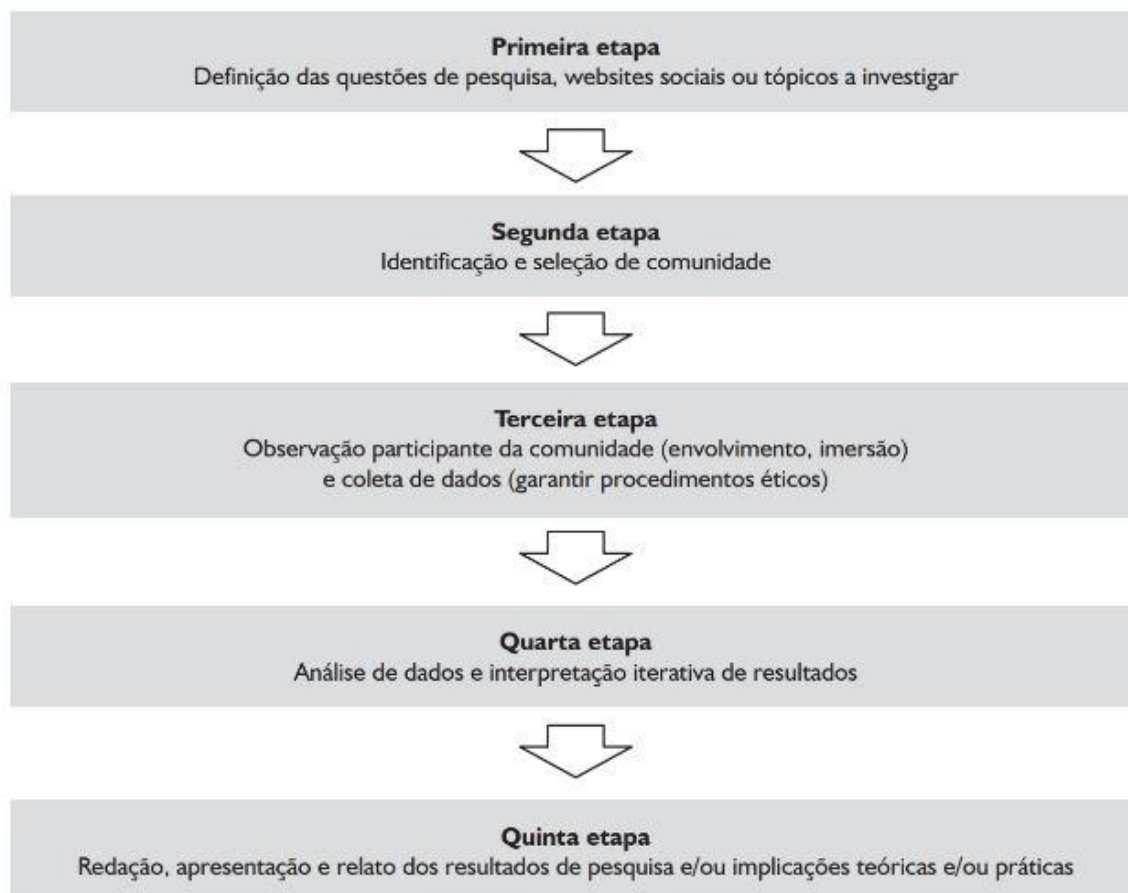 Primeira etapa
Definição das questões de pesquisa, websites sociais ou tópicos a investigar
Segunda etapa
Identificação e seleção de comunidade
Terceira etapa
Observação participante da comunidade (envolvimento, imersão)
e coleta de dados (garantir procedimentos éticos)
Quarta etapa
Análise de dados e interpretação iterativa de resultados
Quinta etapa
Redação, apresentação e relato dos resultados de pesquisa e/ou implicações teóricas e/ou práticas